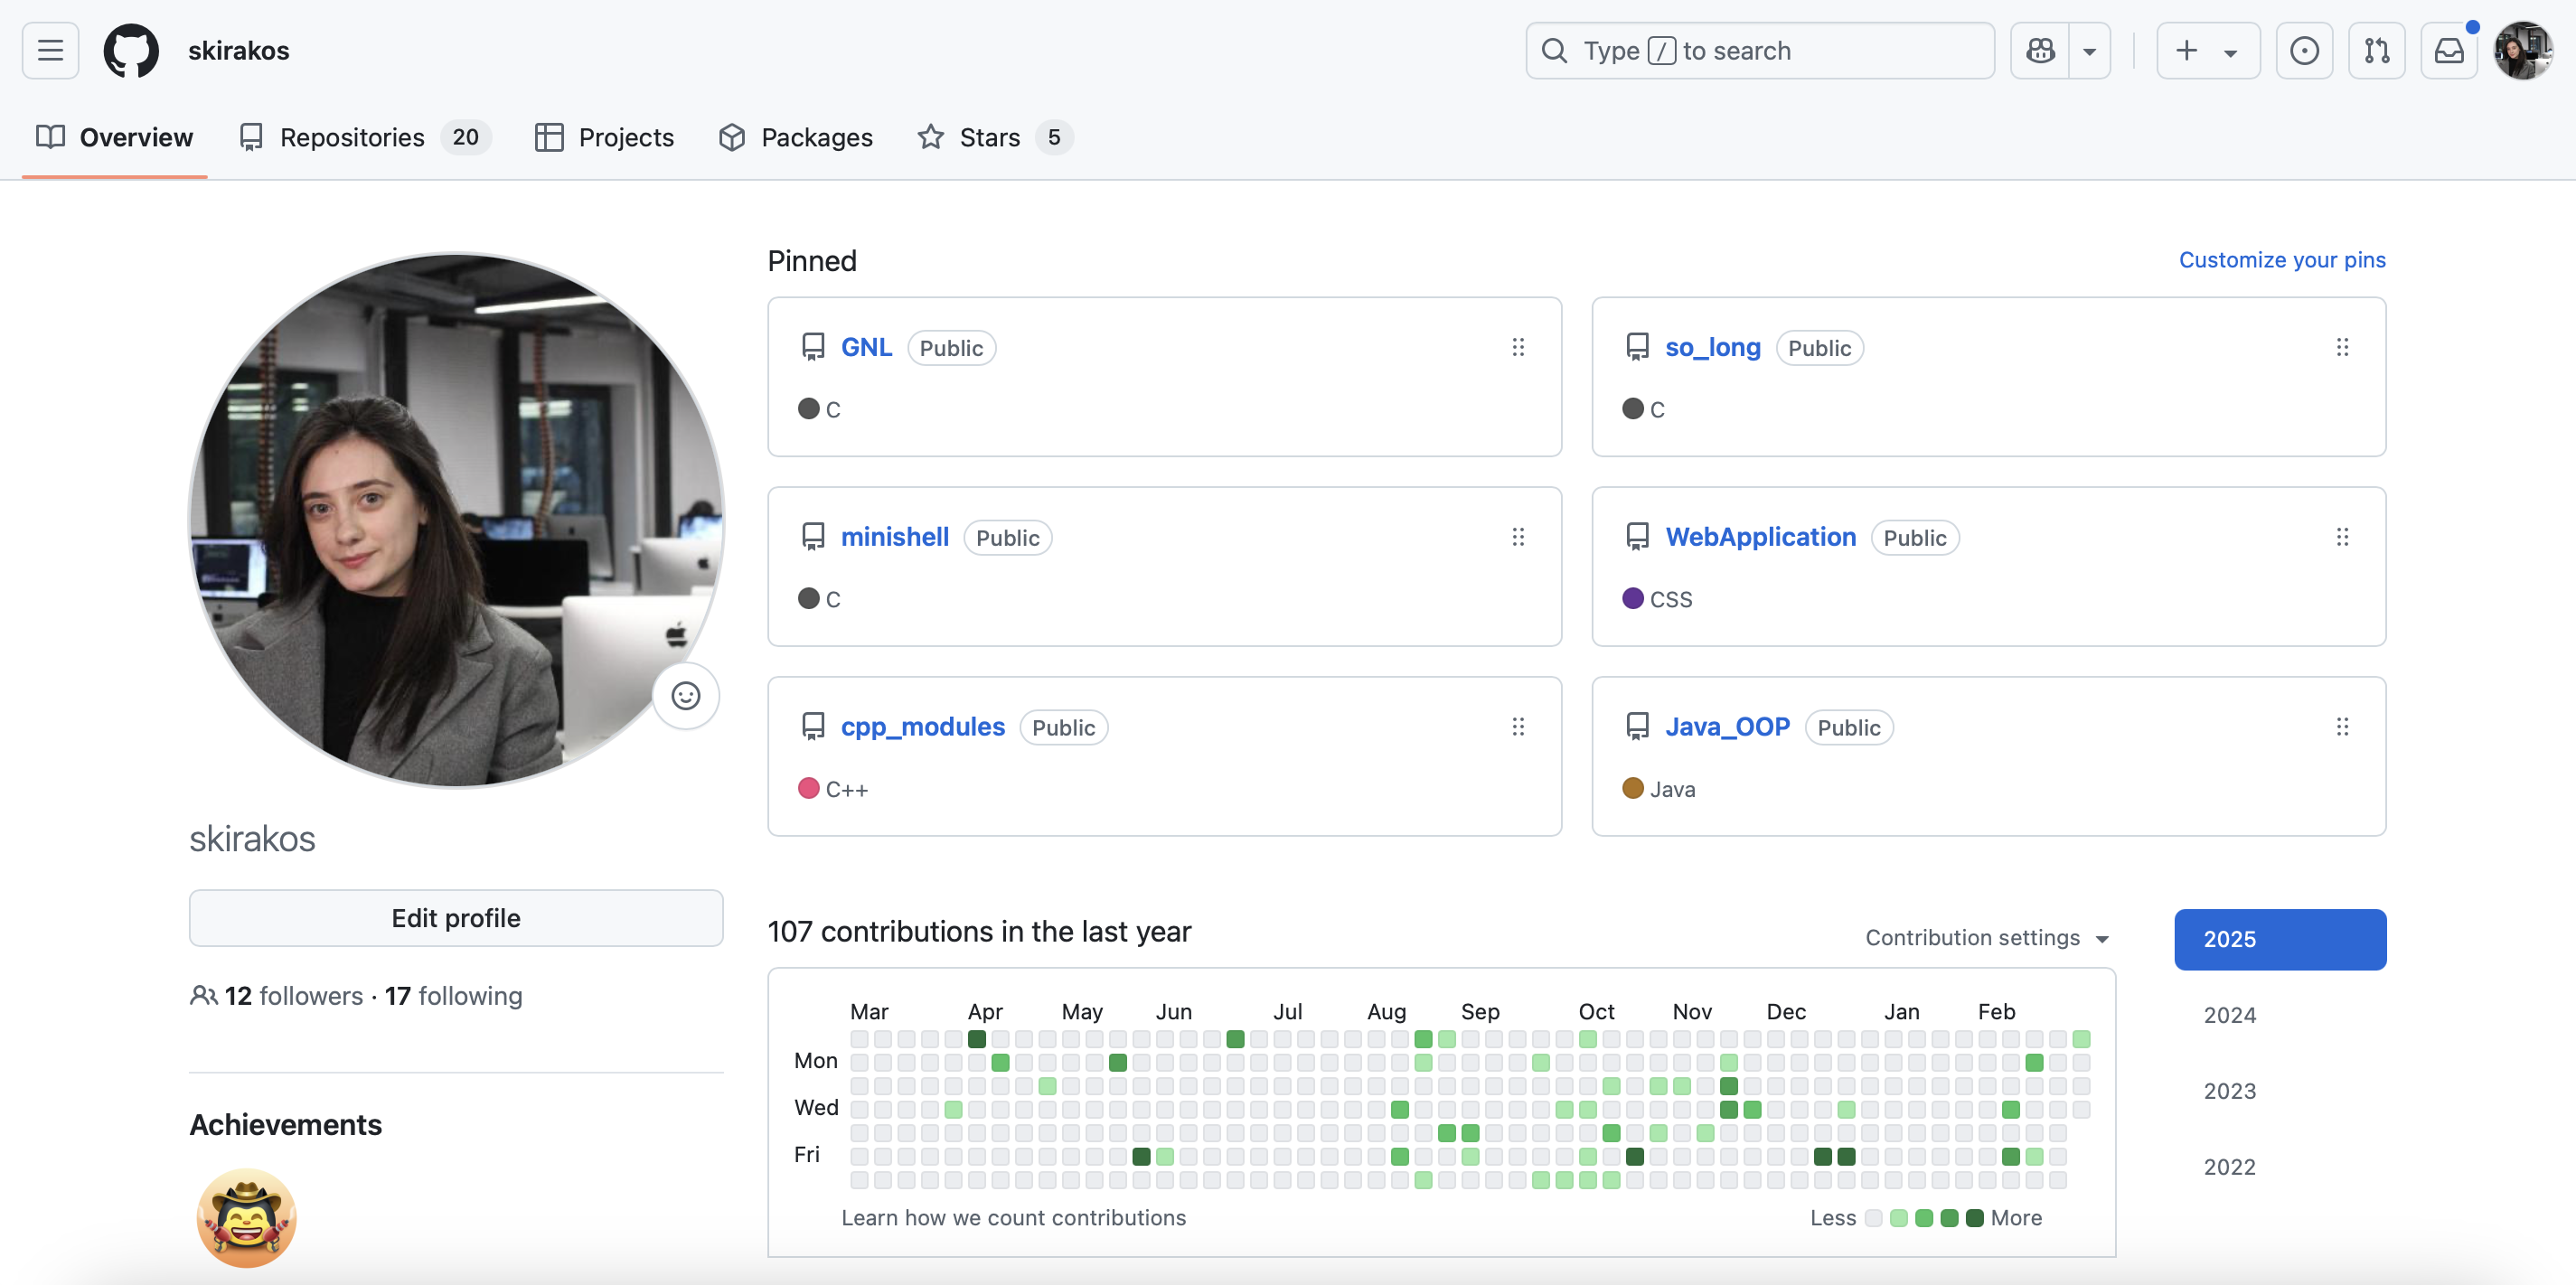 skirakos
Type / to search
Overview Repositories 20 Projects Packages Stars 5
Pinned
Customize your pins
GNL Public
C
so_long Public
C
minishell Public
C
WebApplication Public
CSS
cpp_modules Public
C++
Java_OOP Public
Java
skirakos
Edit profile
12 followers · 17 following
Achievements
107 contributions in the last year
Contribution settings
2025
2024
2023
2022
Mar Apr May Jun Jul Aug Sep Oct Nov Dec Jan Feb
Mon
Wed
Fri
Learn how we count contributions
Less More